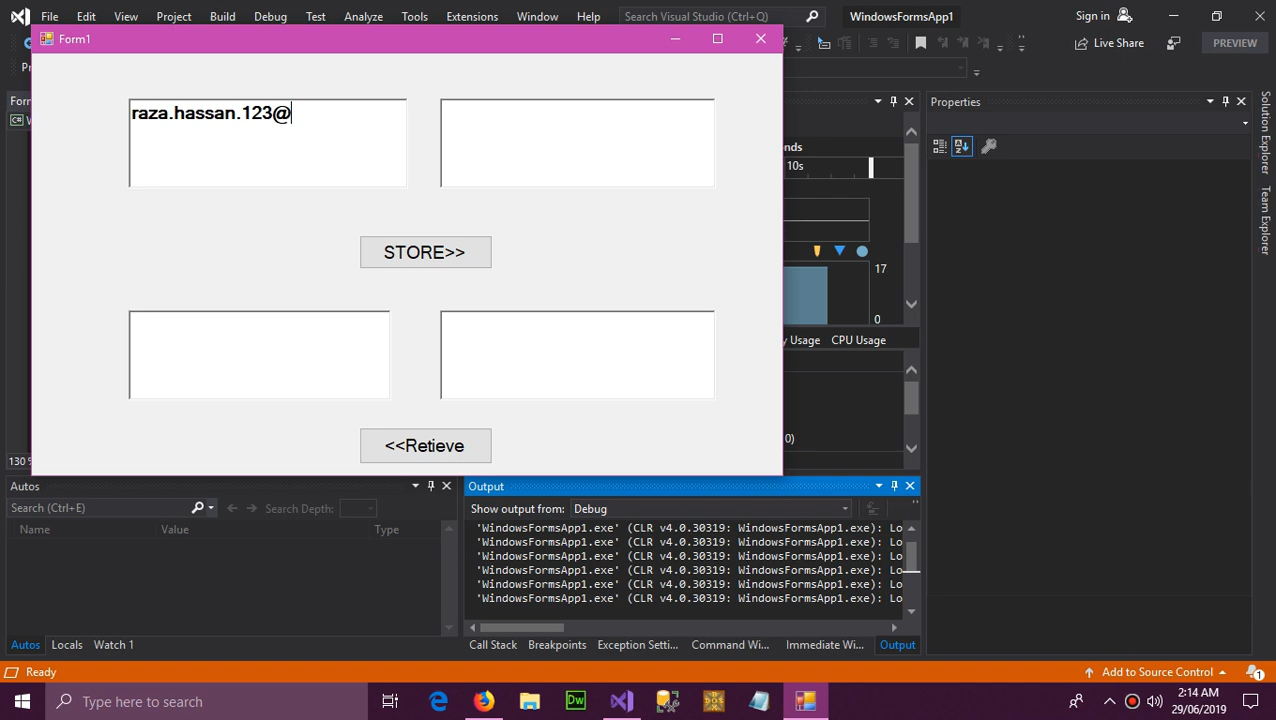 File Edit View Project Build Debug Test Analyze Tools Extensions Window Help Search Visual Studio (Ctrl+Q) WindowsFormsApp1 Sign in
Live Share PREVIEW
Form1
raza.hassan.123@
STORE>>
<<Retieve
Properties
nds
10s
17
0
y Usage CPU Usage
0)
Solution Explorer
Team Explorer
130 %
Autos
Search (Ctrl+E) Search Depth:
Name Value Type
Autos Locals Watch 1
Output
Show output from: Debug
'WindowsFormsApp1.exe' (CLR v4.0.30319: WindowsFormsApp1.exe): Lo
'WindowsFormsApp1.exe' (CLR v4.0.30319: WindowsFormsApp1.exe): Lo
'WindowsFormsApp1.exe' (CLR v4.0.30319: WindowsFormsApp1.exe): Lo
'WindowsFormsApp1.exe' (CLR v4.0.30319: WindowsFormsApp1.exe): Lo
'WindowsFormsApp1.exe' (CLR v4.0.30319: WindowsFormsApp1.exe): Lo
'WindowsFormsApp1.exe' (CLR v4.0.30319: WindowsFormsApp1.exe): Lo
Call Stack Breakpoints Exception Setti... Command Wi... Immediate Wi... Output
Ready Add to Source Control 1
Type here to search Dw 2:14 AM
29/06/2019